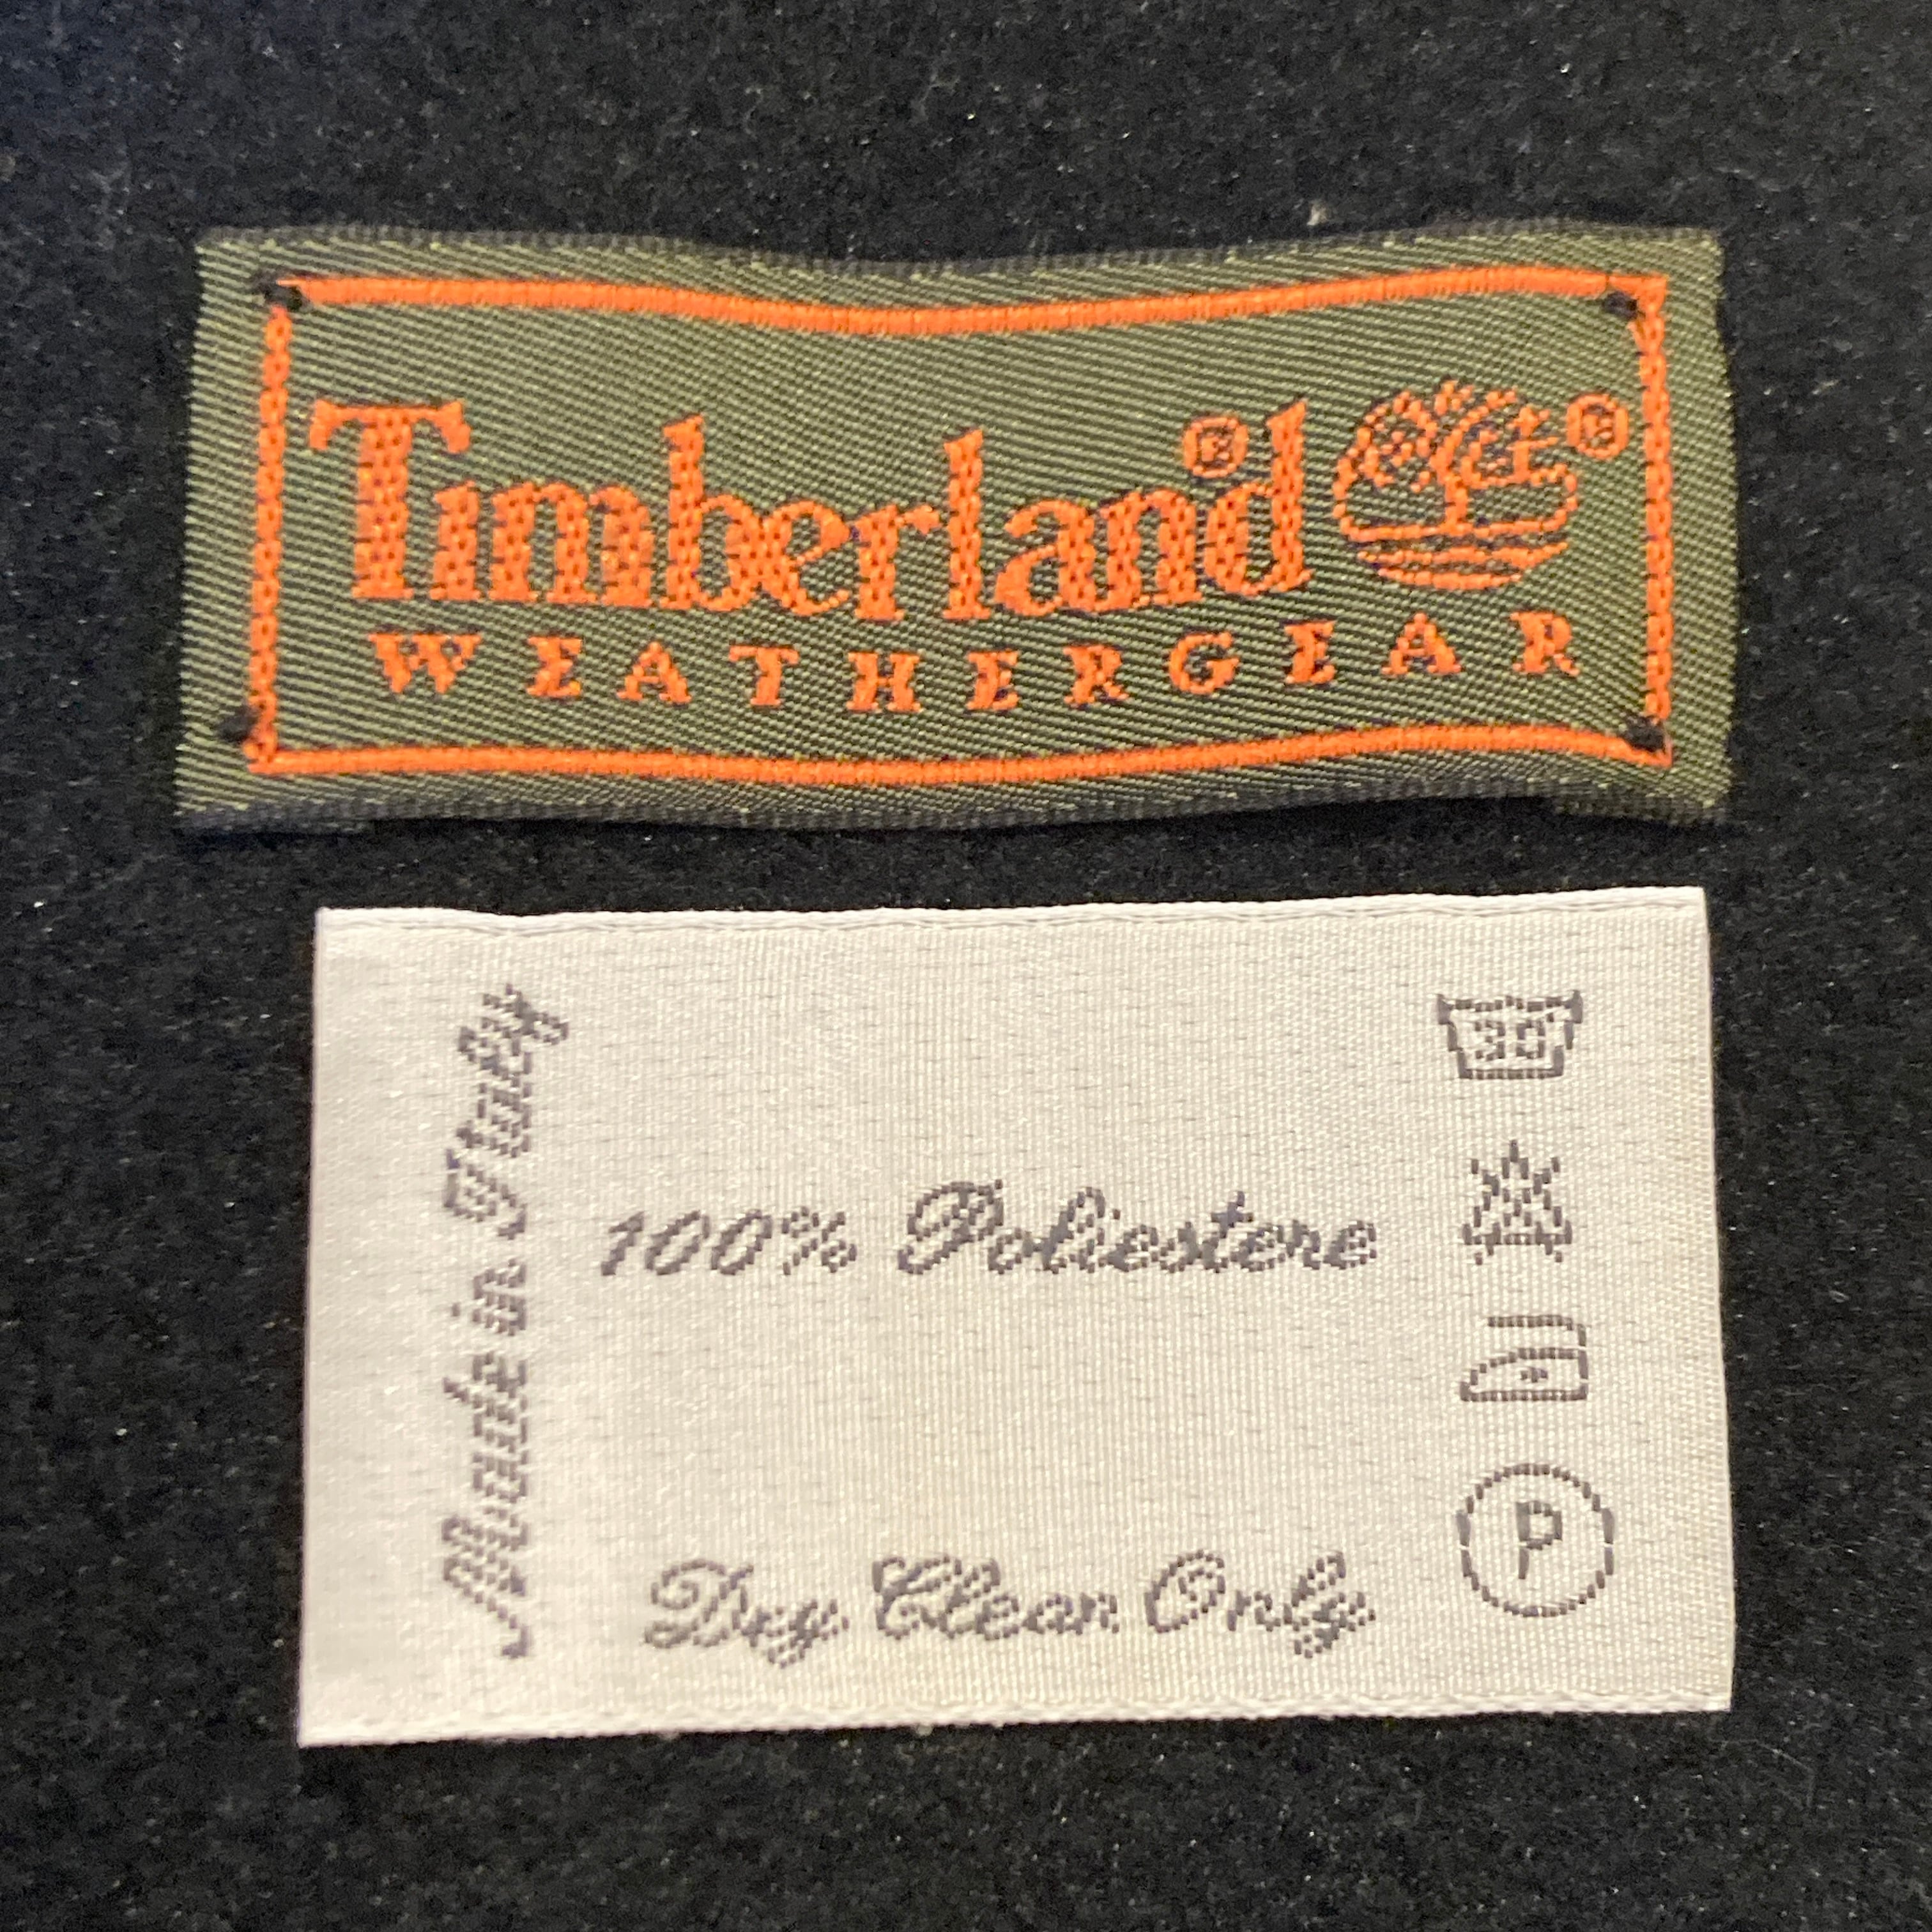 Timberland®
®
WEATHERGEAR
Made in Italy
100% Poliestere
Dry Clean Only
30
P